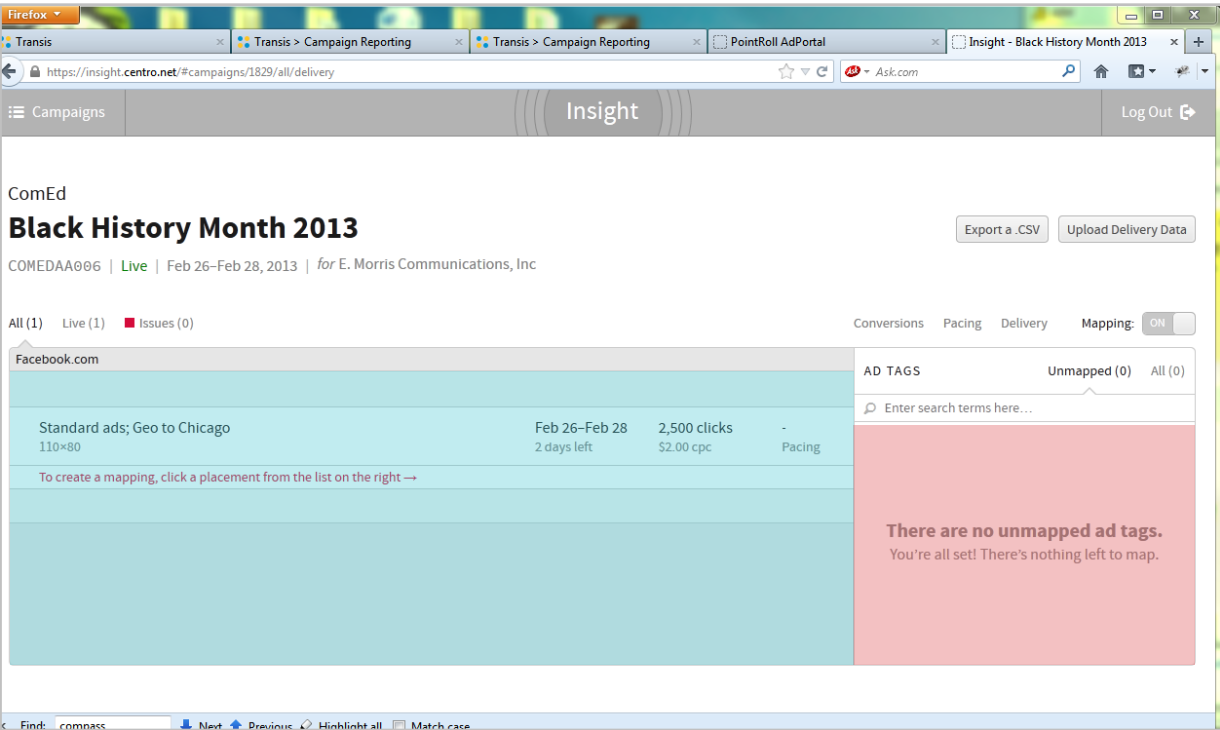 Firefox
Transis
Transis > Campaign Reporting
Transis > Campaign Reporting
PointRoll AdPortal
Insight - Black History Month 2013
https://insight.centro.net/#campaigns/1829/all/delivery
Ask
Ask.com
Campaigns
Insight
Log Out
ComEd
Black History Month 2013
Export a .CSV
Upload Delivery Data
COMEDAA006 | Live | Feb 26–Feb 28, 2013 | for E. Morris Communications, Inc
All (1)
Live (1)
Issues (0)
Conversions
Pacing
Delivery
Mapping:
ON
Facebook.com
AD TAGS
Unmapped (0)
All (0)
Enter search terms here…
Standard ads; Geo to Chicago
Feb 26–Feb 28
2,500 clicks
-
110×80
2 days left
$2.00 cpc
Pacing
To create a mapping, click a placement from the list on the right →
There are no unmapped ad tags.
You're all set! There's nothing left to map.
Find:
compass
Next
Previous
Highlight all
Match case